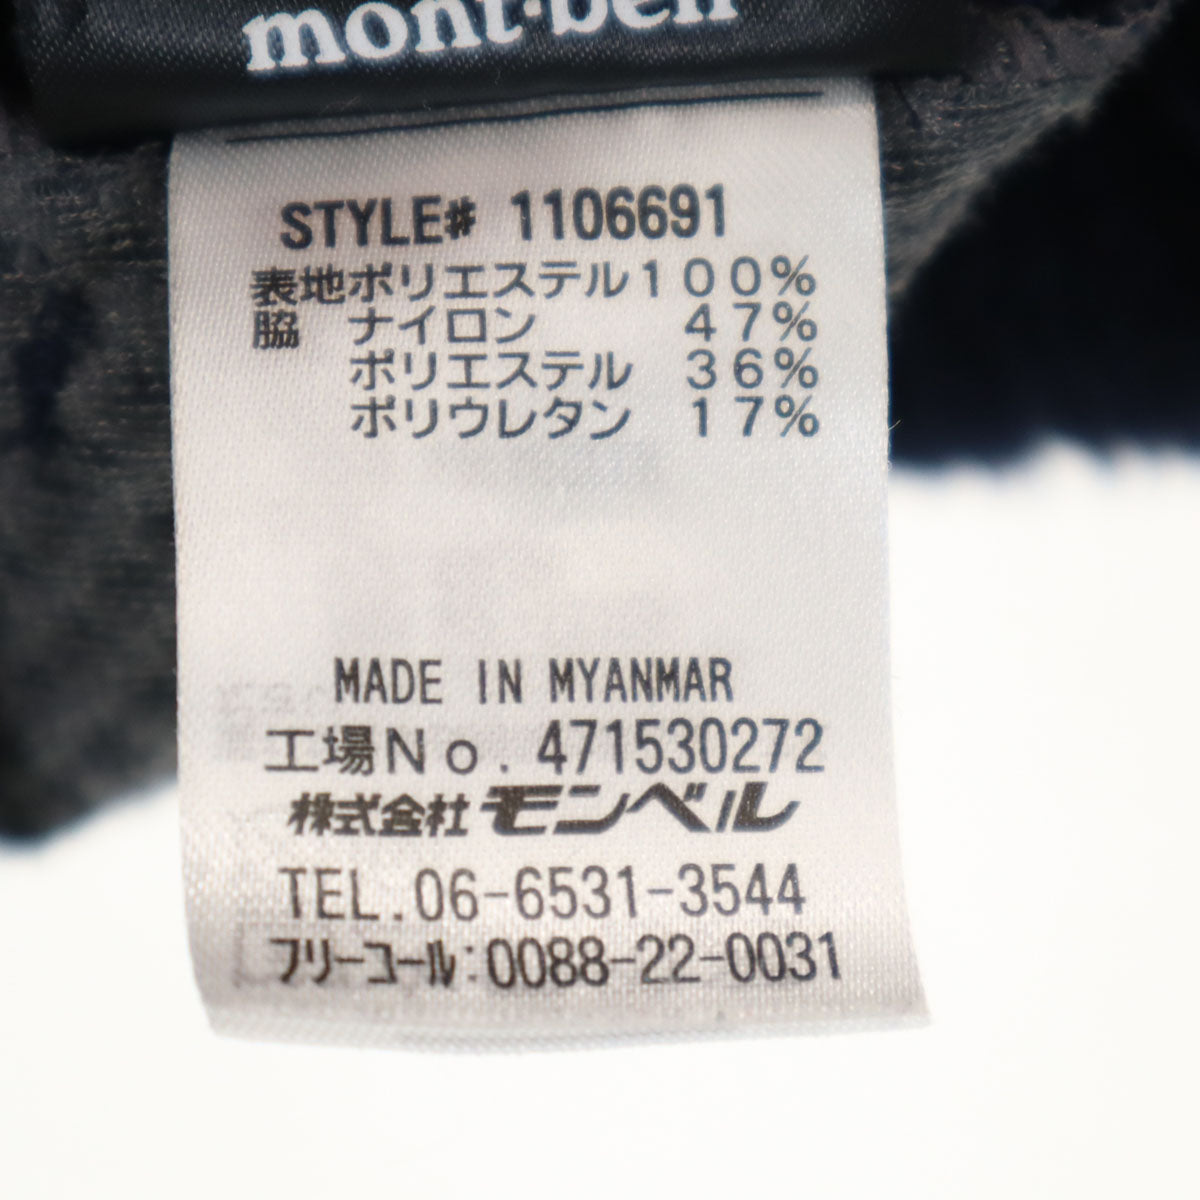 mont-bell
STYLE# 1106691
表地ポリエステル100%
脇 ナイロン 47%
ポリエステル 36%
ポリウレタン 17%
MADE IN MYANMAR
工場No. 471530272
株式会社モンベル
TEL.06-6531-3544
フリーコール:0088-22-0031